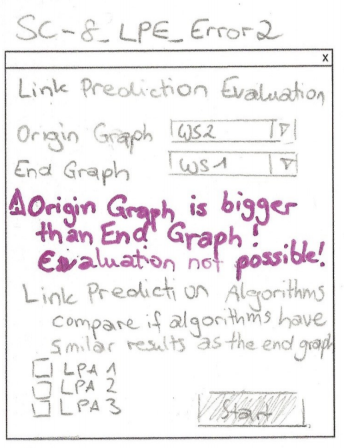 SC-8_LPE_Error2
x
Link Prediction Evaluation
Origin Graph WS2
End Graph WS1
Origin Graph is bigger
than End Graph!
Evaluation not possible!
Link Prediction Algorithms
compare if algorithms have
similar results as the end graph
LPA 1
LPA 2
LPA 3
Start